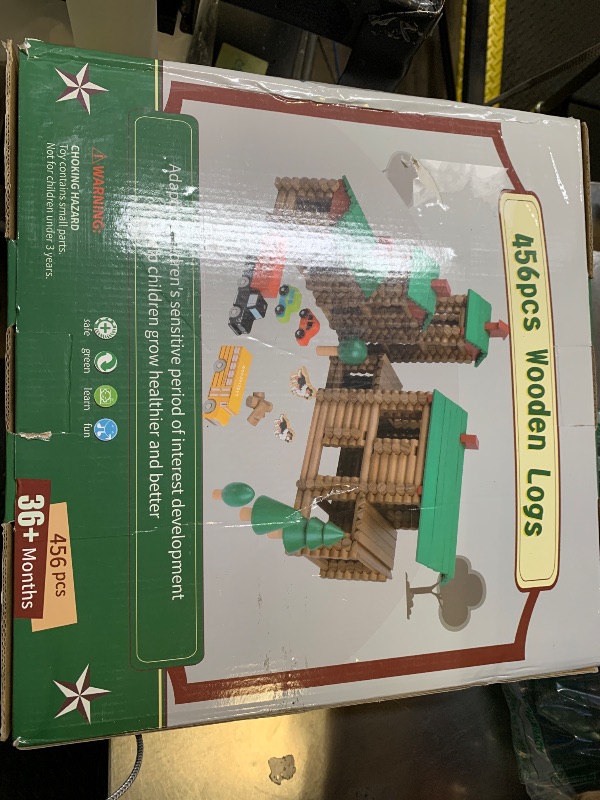 456pcs Wooden Logs
children's sensitive period of interest development
children grow healthier and better
WARNING:
CHOKING HAZARD
Toy contains small parts.
Not for children under 3 years.
safe green learn fun
456 pcs
36+ Months